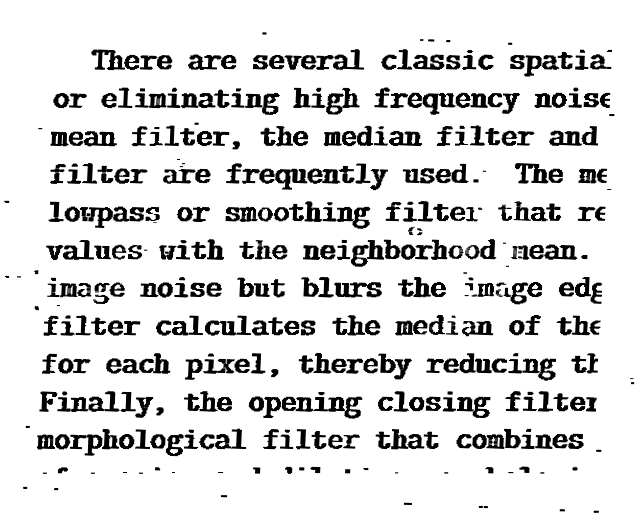 There are several classic spatia
or eliminating high frequency noise
mean filter, the median filter and
filter are frequently used. The me
lowpass or smoothing filter that re
values with the neighborhood mean.
image noise but blurs the image edg
filter calculates the median of the
for each pixel, thereby reducing th
Finally, the opening closing filter
morphological filter that combines